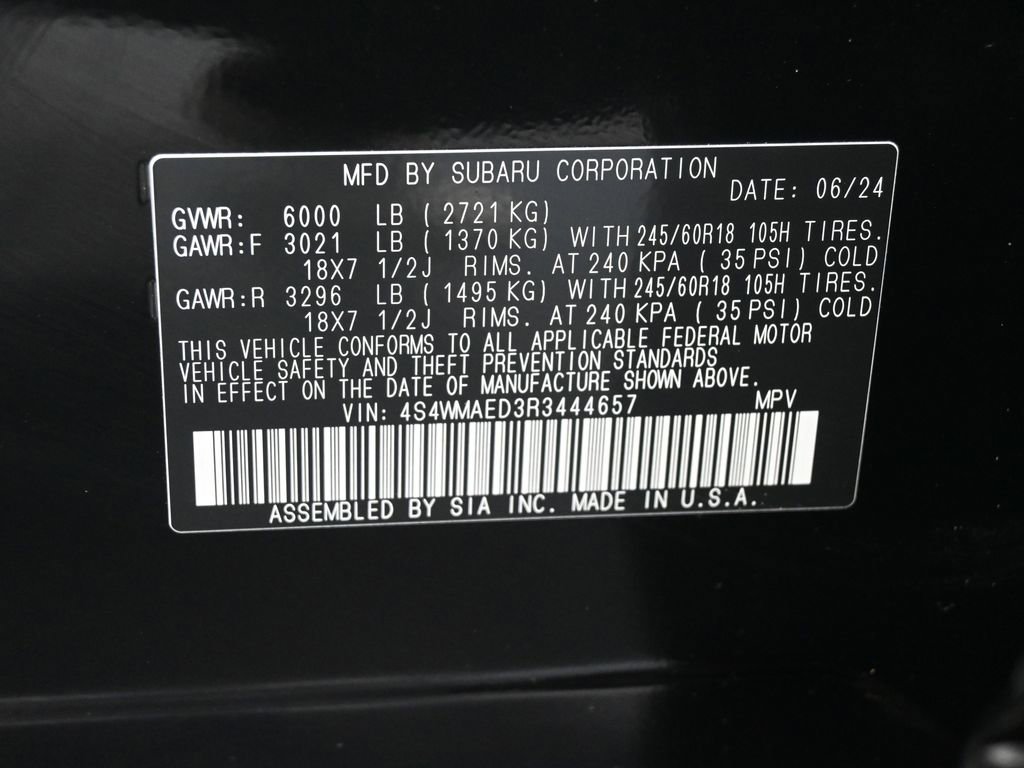 MFD BY SUBARU CORPORATION
DATE: 06/24
GVWR: 6000 LB ( 2721 KG)
GAWR:F 3021 LB ( 1370 KG) WITH 245/60R18 105H TIRES.
18X7 1/2J RIMS. AT 240 KPA ( 35 PSI) COLD
GAWR:R 3296 LB ( 1495 KG) WITH 245/60R18 105H TIRES.
18X7 1/2J RIMS. AT 240 KPA ( 35 PSI) COLD
THIS VEHICLE CONFORMS TO ALL APPLICABLE FEDERAL MOTOR
VEHICLE SAFETY AND THEFT PREVENTION STANDARDS
IN EFFECT ON THE DATE OF MANUFACTURE SHOWN ABOVE.
VIN: 4S4WMAED3R3444657 MPV
ASSEMBLED BY SIA INC. MADE IN U.S.A.